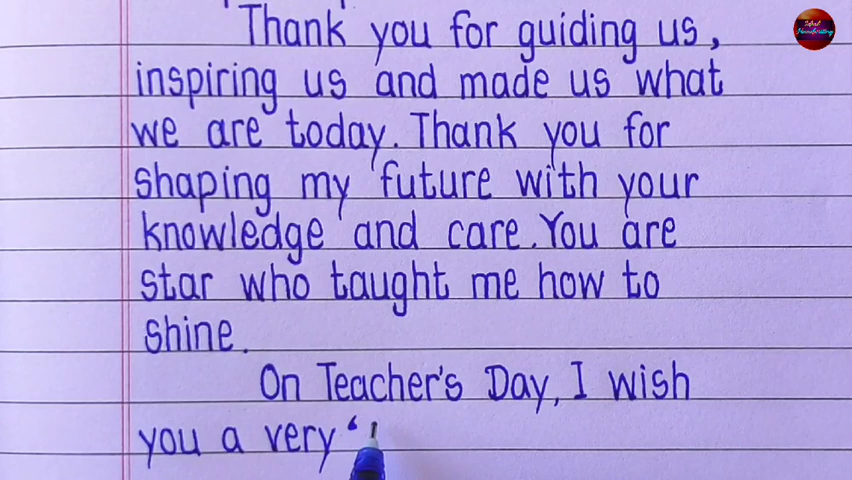 Thank you for guiding us,
inspiring us and made us what
we are today. Thank you for
shaping my future with your
knowledge and care. You are
star who taught me how to
shine.
On Teacher's Day, I wish
you a very '